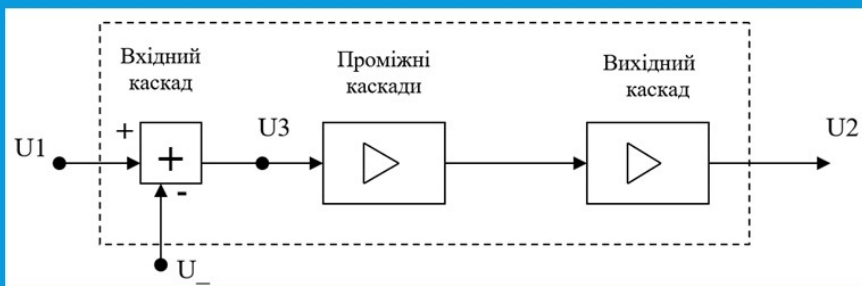 Вхідний
каскад
Проміжні
каскади
Вихідний
каскад
U1
+
+
-
U3
U2
U_